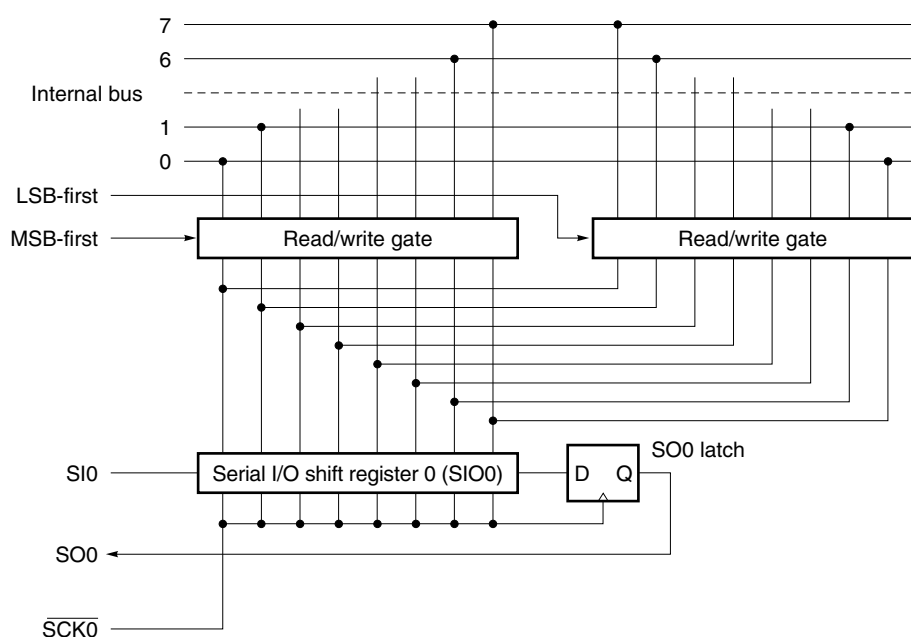 7
6
Internal bus
1
0
LSB-first
MSB-first
Read/write gate
Read/write gate
SI0
Serial I/O shift register 0 (SIO0)
D
Q
SO0 latch
SO0
SCK0